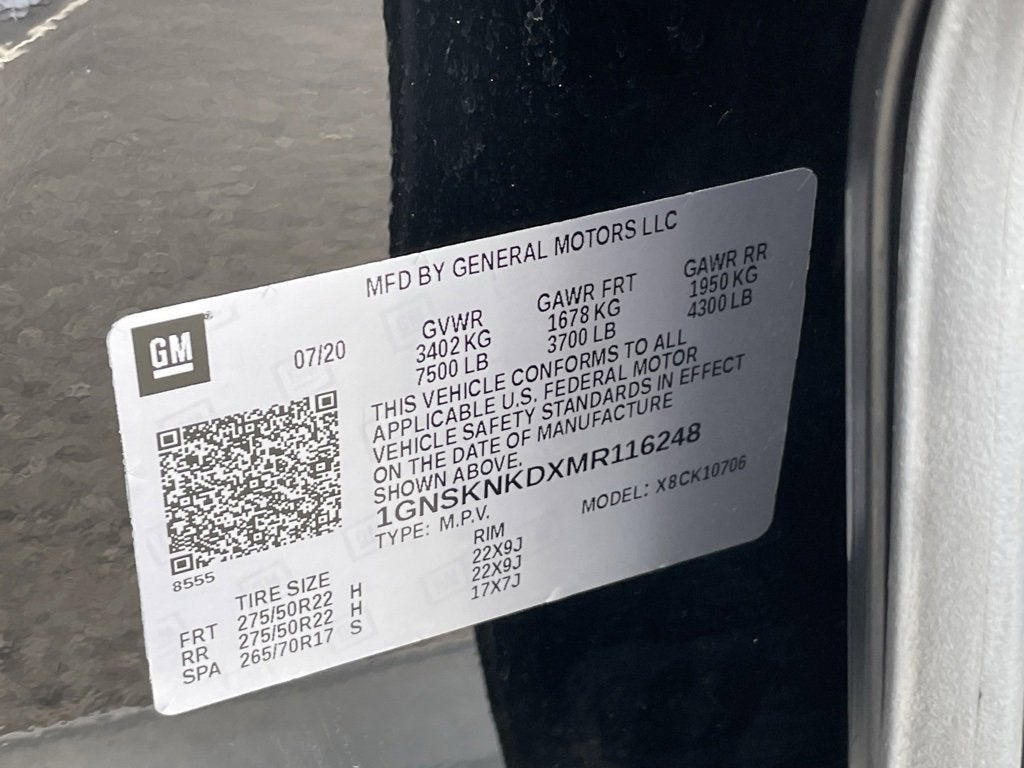 MFD BY GENERAL MOTORS LLC
GM
07/20
GVWR
3402 KG
7500 LB
GAWR FRT
1678 KG
3700 LB
GAWR RR
1950 KG
4300 LB
THIS VEHICLE CONFORMS TO ALL
APPLICABLE U.S. FEDERAL MOTOR
VEHICLE SAFETY STANDARDS IN EFFECT
ON THE DATE OF MANUFACTURE
SHOWN ABOVE.
1GNSKNKDXMR116248
TYPE: M.P.V. MODEL: X8CK10706
8555
TIRE SIZE RIM
FRT 275/50R22 H 22X9J
RR 275/50R22 H 22X9J
SPA 265/70R17 S 17X7J